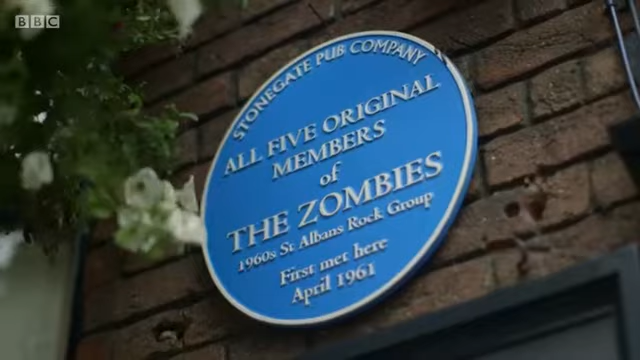 BBC
STONEGATE PUB COMPANY
ALL FIVE ORIGINAL
MEMBERS
of
THE ZOMBIES
1960s St Albans Rock Group
First met here
April 1961